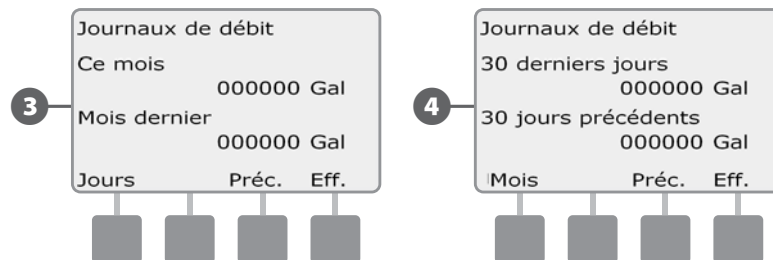 3
Journaux de débit
Ce mois
000000 Gal
Mois dernier
000000 Gal
Jours Préc. Eff.
4
Journaux de débit
30 derniers jours
000000 Gal
30 jours précédents
000000 Gal
Mois Préc. Eff.